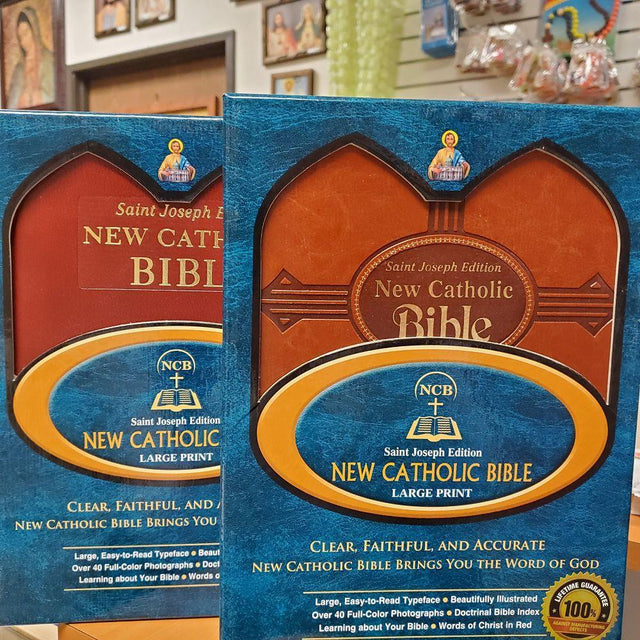 Saint Joseph E
NEW CATH
BIBL
NCB
Saint Joseph Edition
NEW CATHOLIC
LARGE PRINT
CLEAR, FAITHFUL, AND A
NEW CATHOLIC BIBLE BRINGS YOU
Large, Easy-to-Read Typeface • Beaut
Over 40 Full-Color Photographs • Doct
Learning about Your Bible • Words o
Saint Joseph Edition
New Catholic
Bible
NCB
Saint Joseph Edition
NEW CATHOLIC BIBLE
LARGE PRINT
CLEAR, FAITHFUL, AND ACCURATE
NEW CATHOLIC BIBLE BRINGS YOU THE WORD OF GOD
Large, Easy-to-Read Typeface • Beautifully Illustrated
Over 40 Full-Color Photographs • Doctrinal Bible Index
Learning about Your Bible • Words of Christ in Red
LIFETIME GUARANTEE
100%
AGAINST MANUFACTURING
DEFECTS